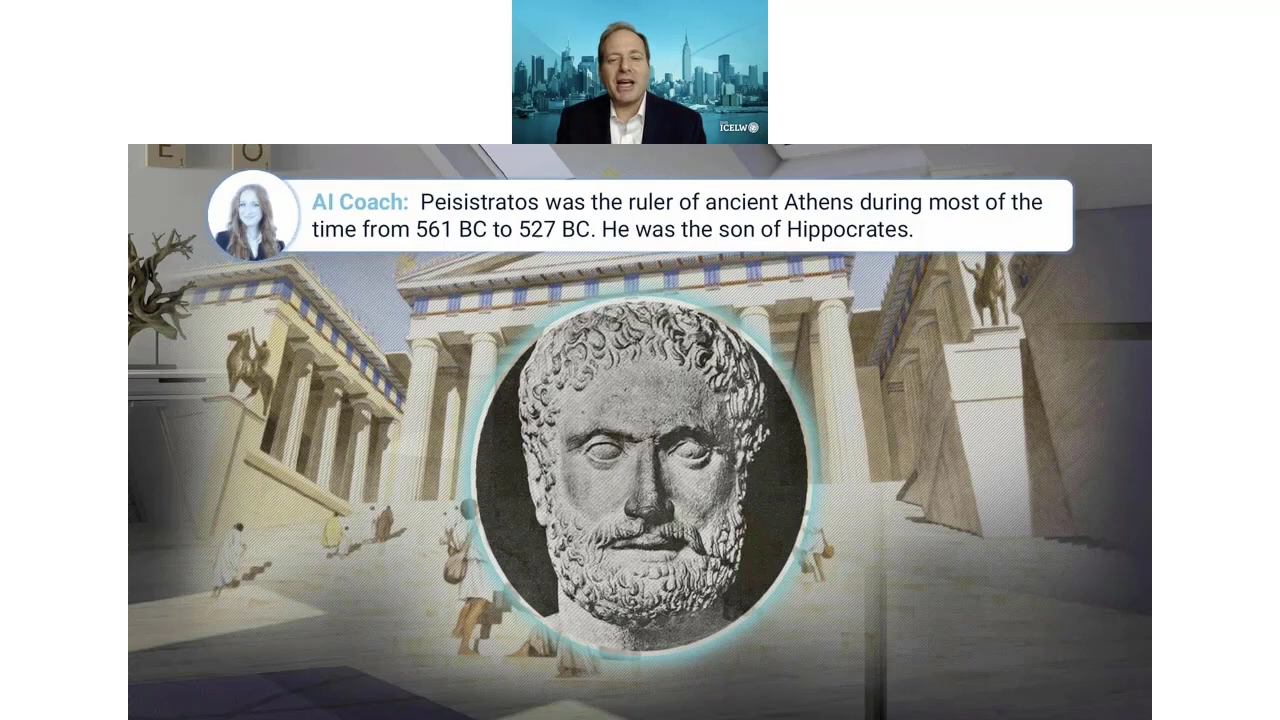 ICELW
E
O
AI Coach: Peisistratos was the ruler of ancient Athens during most of the
time from 561 BC to 527 BC. He was the son of Hippocrates.